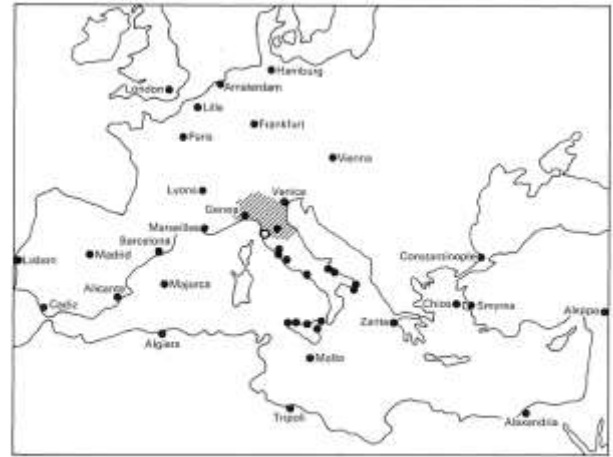 Hamburg
London
Amsterdam
Lille
Frankfurt
Paris
Vienna
Lyons
Venice
Genoa
Marseilles
Barcelona
Constantinople
Lisbon
Madrid
Alicante
Majorca
Chios
Smyrna
Aleppo
Cadiz
Zante
Algiers
Malta
Tripoli
Alexandria